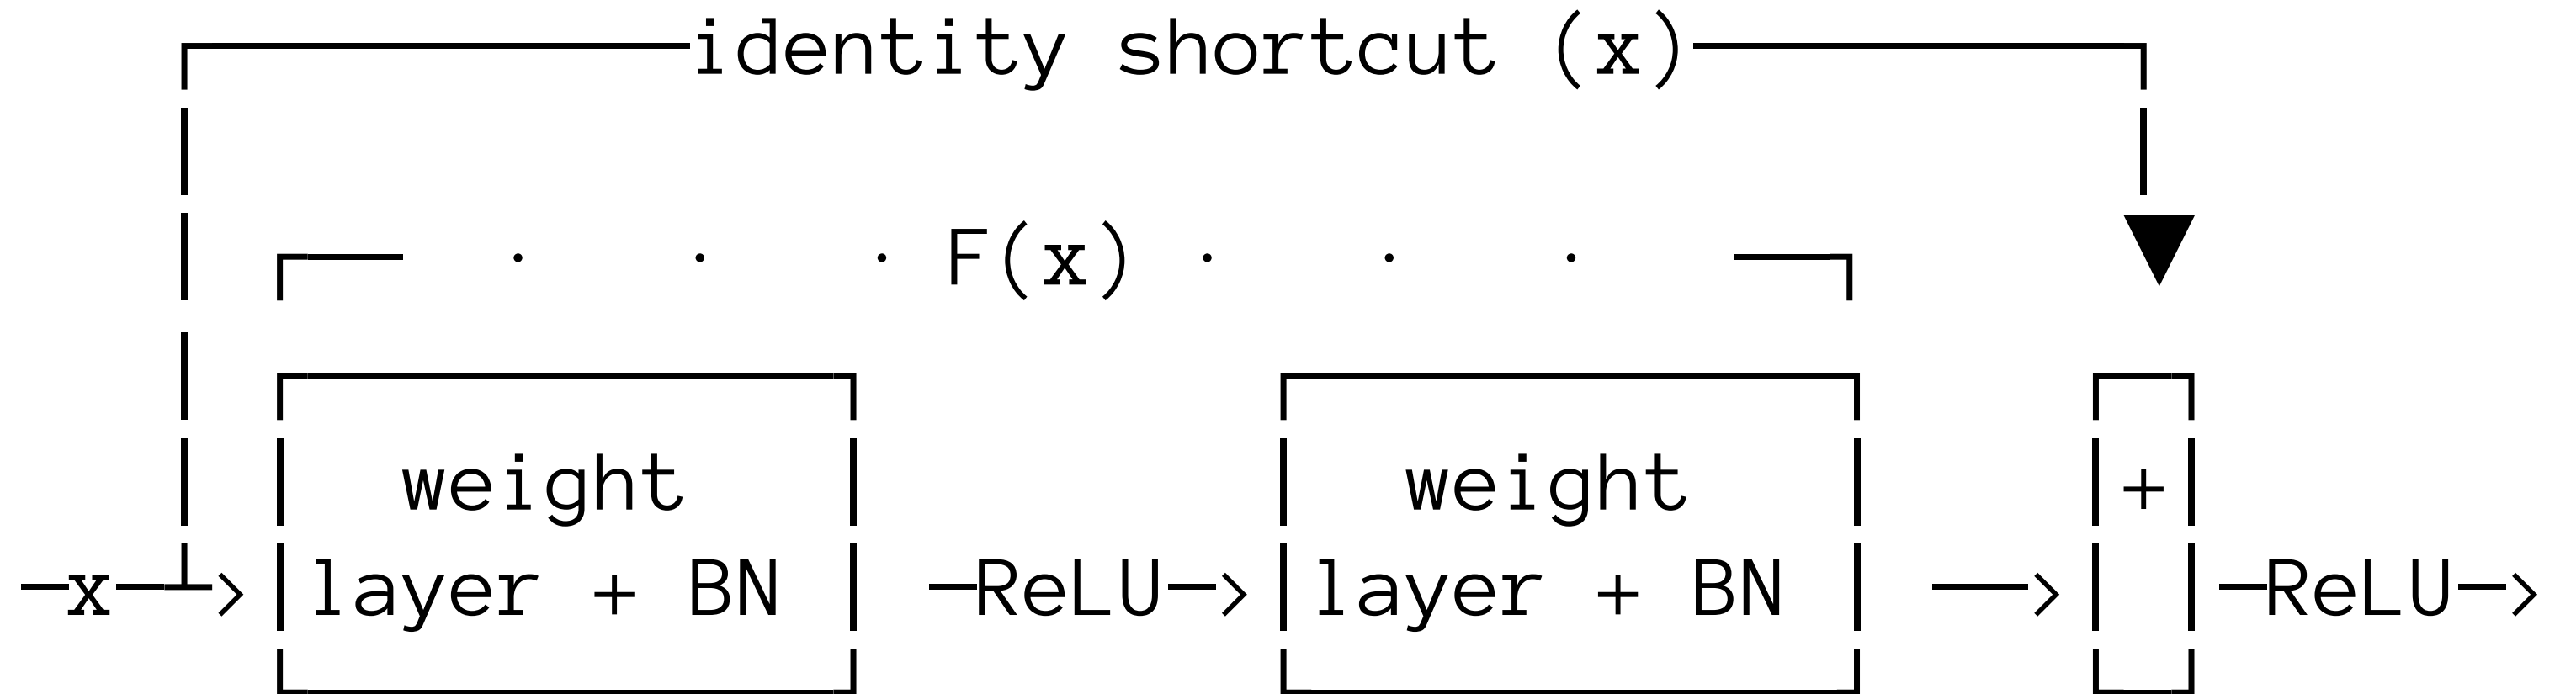 identity shortcut (x)
F(x)
weight weight +
x layer + BN ReLU layer + BN ReLU